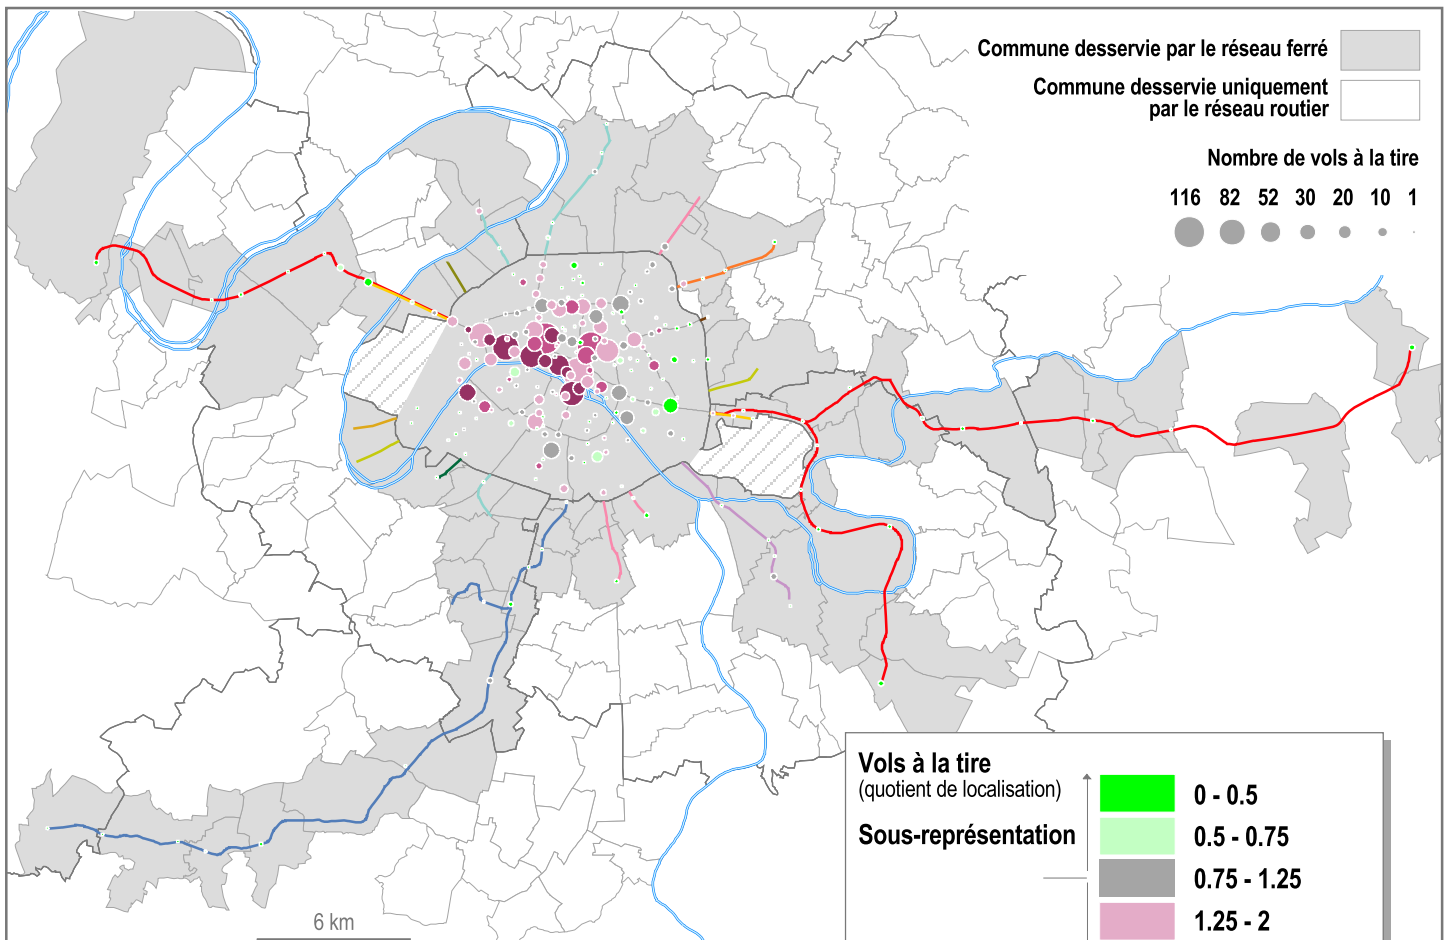 Commune desservie par le réseau ferré
Commune desservie uniquement
par le réseau routier
Nombre de vols à la tire
116 82 52 30 20 10 1
Vols à la tire
(quotient de localisation)
Sous-représentation
0 - 0.5
0.5 - 0.75
0.75 - 1.25
1.25 - 2
6 km